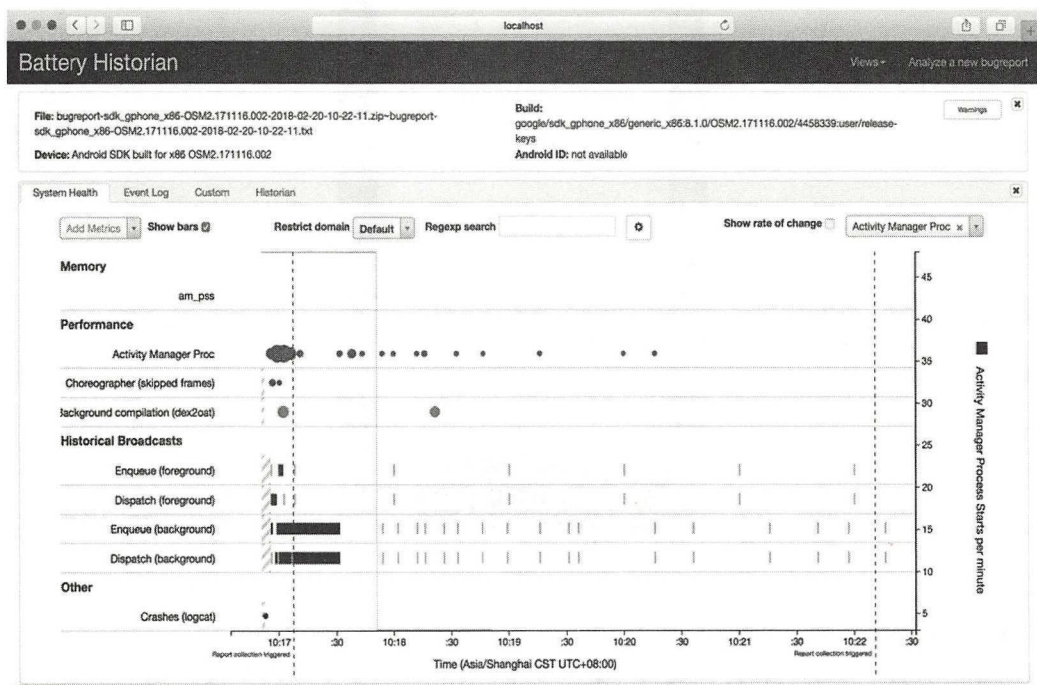 localhost
Battery Historian
Views
Analyze a new bugreport
File: bugreport-sdk_gphone_x86-OSM2.171116.002-2018-02-20-10-22-11.zip~bugreport-
sdk_gphone_x86-OSM2.171116.002-2018-02-20-10-22-11.txt
Device: Android SDK built for x86 OSM2.171116.002
Build:
google/sdk_gphone_x86/generic_x86:8.1.0/OSM2.171116.002/4458339:user/release-
keys
Android ID: not available
Warnings
System Health Event Log Custom Historian
Add Metrics Show bars Restrict domain Default Regexp search Show rate of change Activity Manager Proc ×
Memory
am_pss
Performance
Activity Manager Proc
Choreographer (skipped frames)
Background compilation (dex2oat)
Historical Broadcasts
Enqueue (foreground)
Dispatch (foreground)
Enqueue (background)
Dispatch (background)
Other
Crashes (logcat)
45
40
35
30
25
20
15
10
5
Activity Manager Process Starts per minute
10:17 :30 10:18 :30 10:19 :30 10:20 :30 10:21 :30 10:22 :30
Report collection triggered
Report collection triggered
Time (Asia/Shanghai CST UTC+08:00)